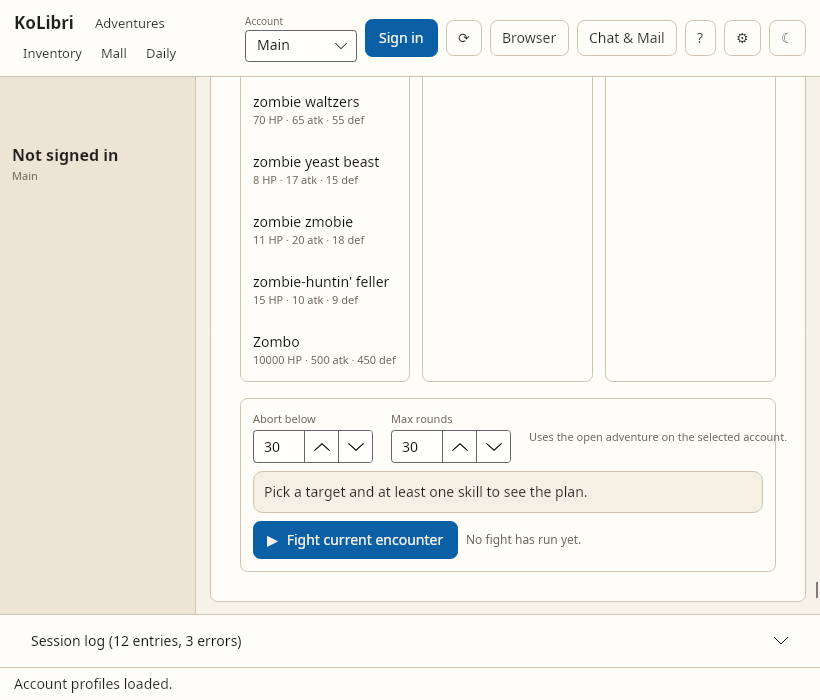 KoLibri
Adventures
Inventory
Mall
Daily
Account
Main
Sign in
Browser
Chat & Mail
?
Not signed in
Main
zombie waltzers
70 HP · 65 atk · 55 def
zombie yeast beast
8 HP · 17 atk · 15 def
zombie zmobie
11 HP · 20 atk · 18 def
zombie-huntin' feller
15 HP · 10 atk · 9 def
Zombo
10000 HP · 500 atk · 450 def
Abort below
30
Max rounds
30
Uses the open adventure on the selected account.
Pick a target and at least one skill to see the plan.
▶ Fight current encounter
No fight has run yet.
Session log (12 entries, 3 errors)
Account profiles loaded.